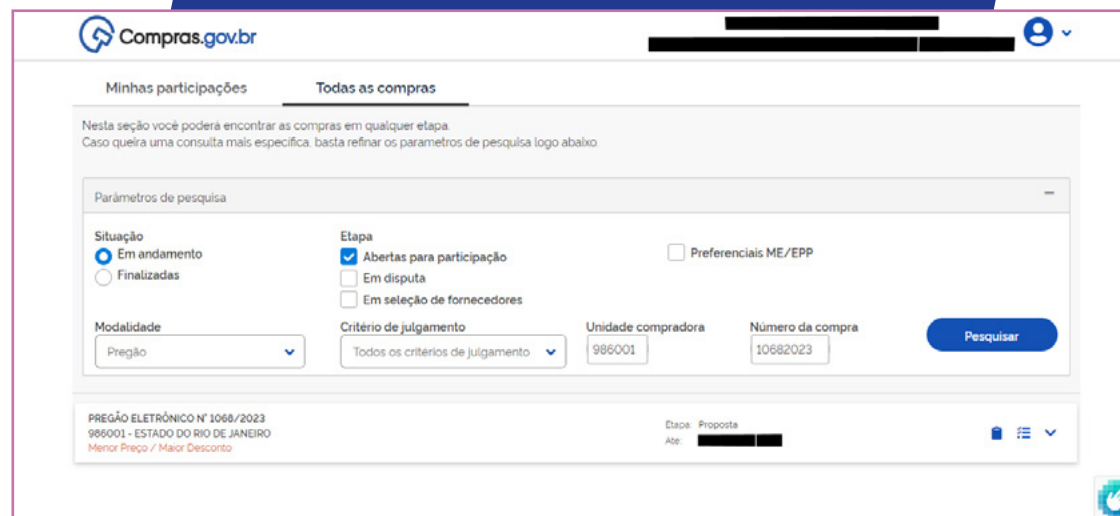 Compras.gov.br
Minhas participações Todas as compras
Nesta seção você poderá encontrar as compras em qualquer etapa.
Caso queira uma consulta mais específica, basta refinar os parametros de pesquisa logo abaixo.
Parâmetros de pesquisa
Situação Etapa
Em andamento Abertas para participação Preferenciais ME/EPP
Finalizadas Em disputa
Em seleção de fornecedores
Modalidade Critério de julgamento Unidade compradora Número da compra
Pregão Todos os critérios de julgamento 986001 10682023 Pesquisar
PREGÃO ELETRÔNICO N° 1068/2023
986001 - ESTADO DO RIO DE JANEIRO
Menor Preço / Maior Desconto
Etapa: Proposta
Ate: